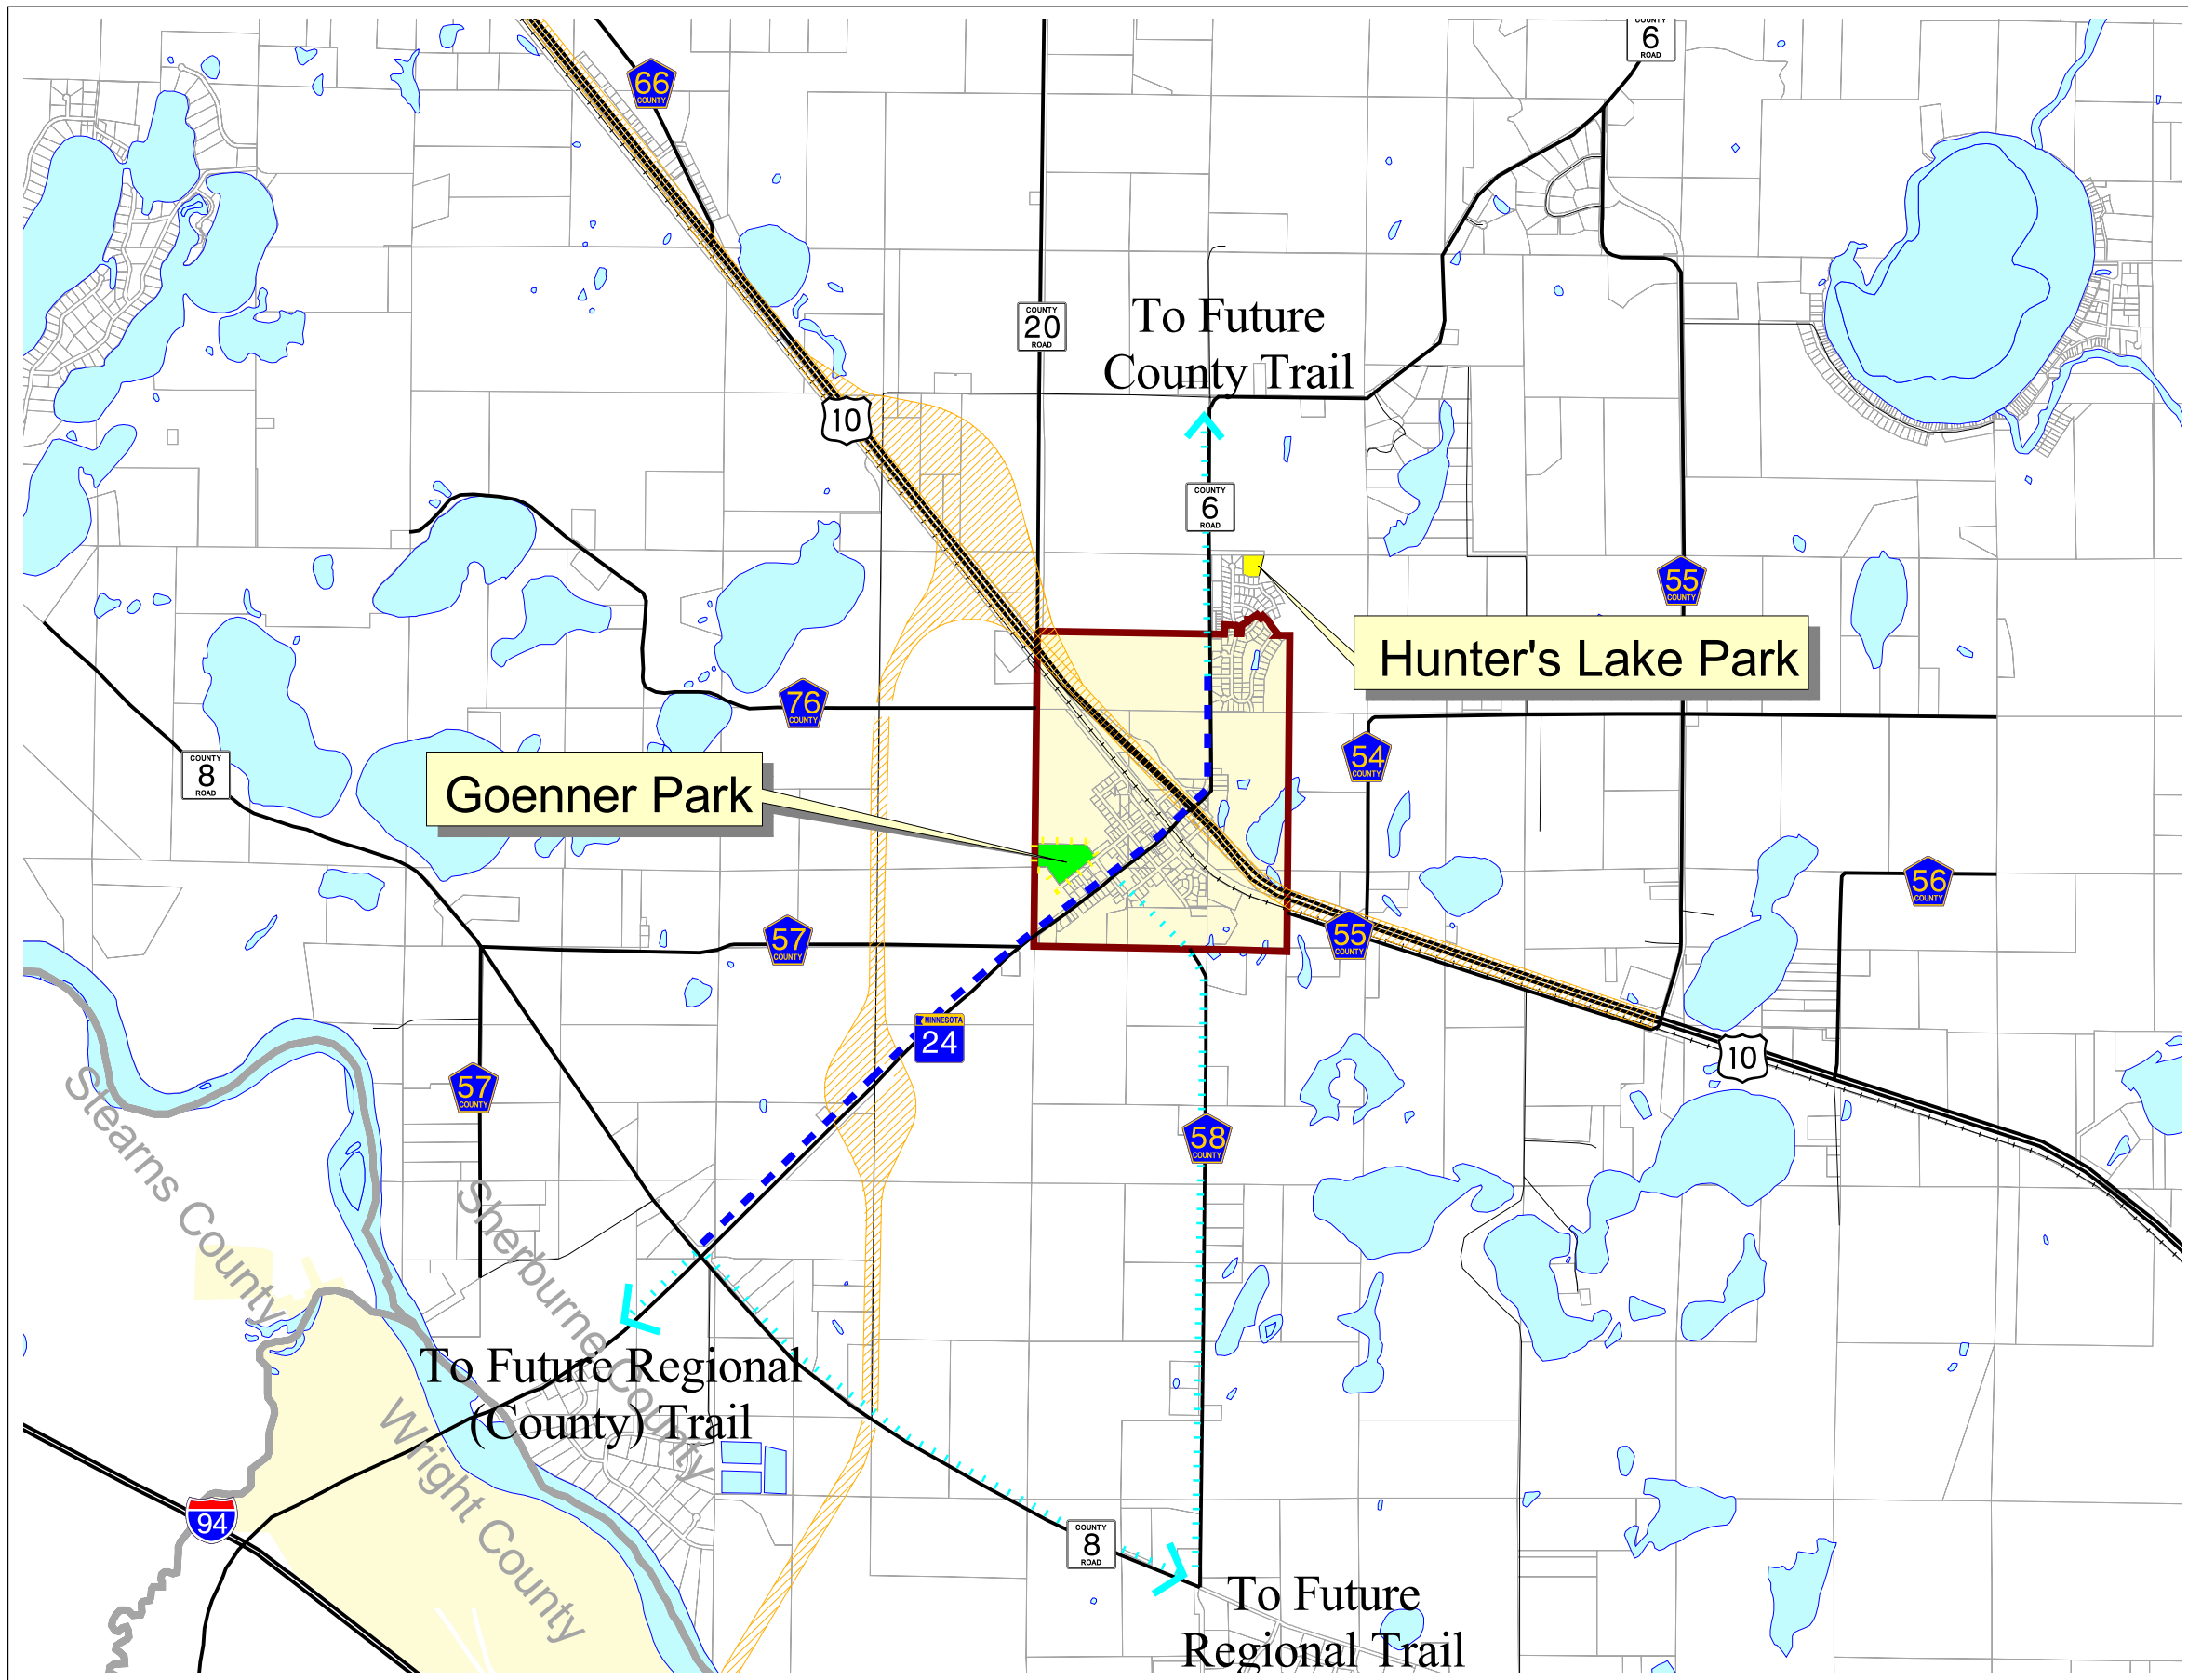 COUNTY
6
ROAD
66
COUNTY
COUNTY
20
ROAD
To Future
County Trail
10
COUNTY
6
ROAD
55
COUNTY
Hunter's Lake Park
76
COUNTY
54
COUNTY
COUNTY
8
ROAD
Goenner Park
56
COUNTY
57
COUNTY
55
COUNTY
MINNESOTA
24
10
57
COUNTY
58
COUNTY
Stearns County
Sherburne County
To Future Regional
(County) Trail
Wright County
94
COUNTY
8
ROAD
To Future
Regional Trail